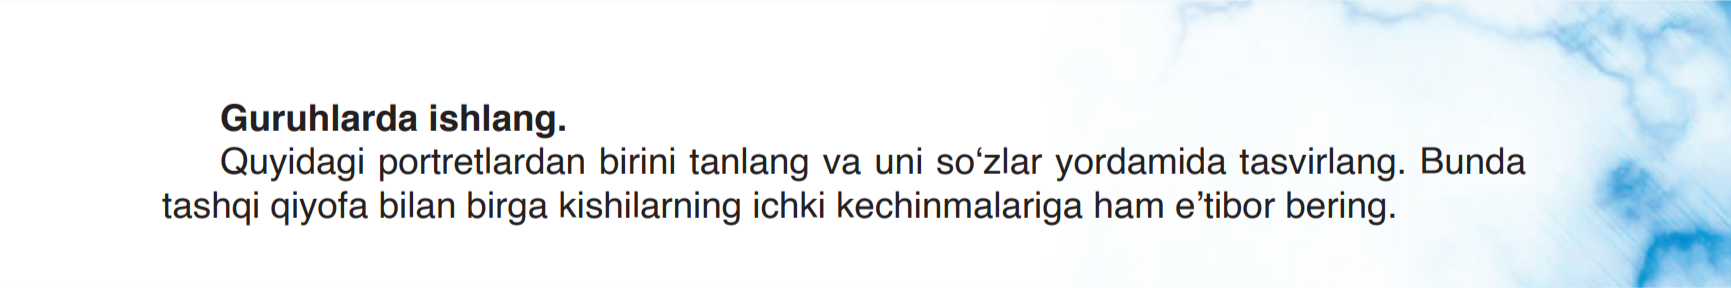 Guruhlarda ishlang.
Quyidagi portretlardan birini tanlang va uni so‘zlar yordamida tasvirlang. Bunda
tashqi qiyofa bilan birga kishilarning ichki kechinmalariga ham e’tibor bering.